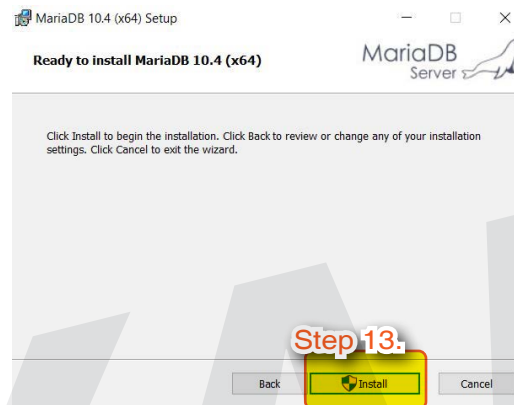 MariaDB 10.4 (x64) Setup
Ready to install MariaDB 10.4 (x64)
MariaDB
Server
Click Install to begin the installation. Click Back to review or change any of your installation
settings. Click Cancel to exit the wizard.
Step 13.
Back
Install
Cancel